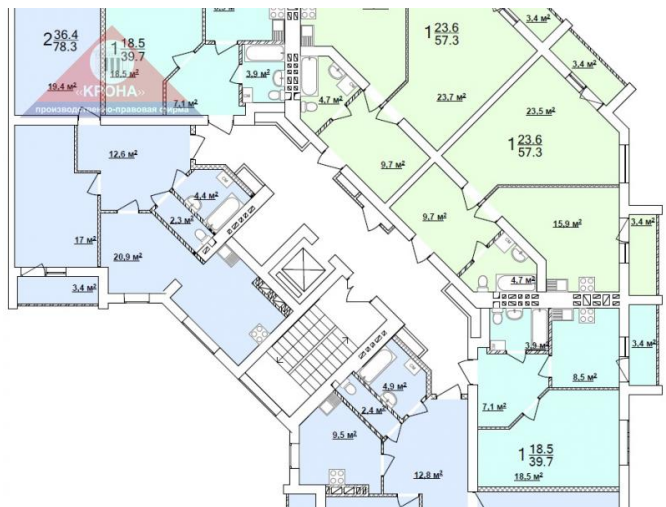 2 36.4
78.3
1 18.5
39.7
19.4 м²
18.5 м²
«КРОНА»
производственно-правовая фирма
7.1 м²
3.9 м²
4.7 м²
1 23.6
57.3
23.7 м²
3.4 м²
3.4 м²
23.5 м²
1 23.6
57.3
9.7 м²
12.6 м²
4.4 м²
2.3 м²
17 м²
20.9 м²
3.4 м²
9.7 м²
15.9 м²
3.4 м²
4.7 м²
3.9 м²
8.5 м²
3.4 м²
7.1 м²
4.9 м²
2.4 м²
9.5 м²
12.8 м²
1 18.5
39.7
18.5 м²